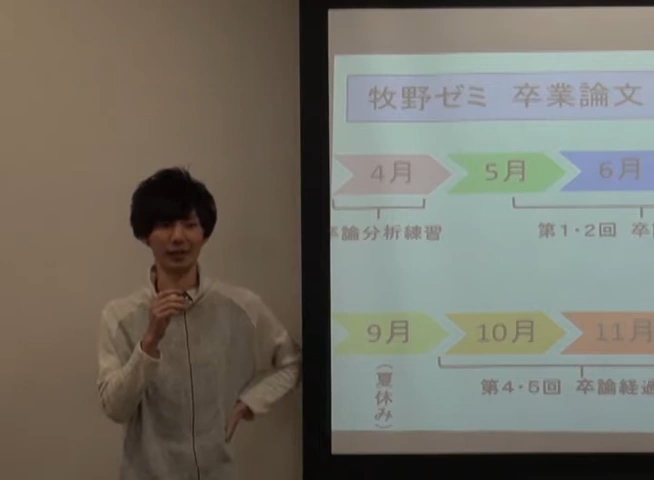 牧野ゼミ 卒業論文
4月 5月 6月
論分析練習 第1・2回 卒
9月 10月 11月
(夏休み) 第4・5回 卒論経過